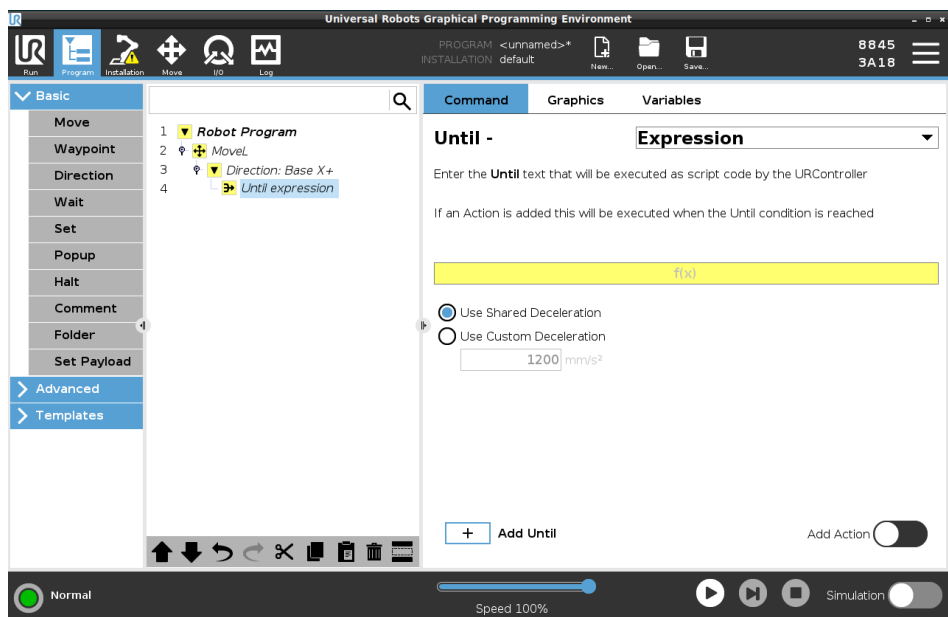 UR
Universal Robots Graphical Programming Environment
UR
Run
Program
Installation
Move
I/O
Log
PROGRAM <unnamed>*
INSTALLATION default
New...
Open...
Save...
8845
3A18
Basic
Move
Waypoint
Direction
Wait
Set
Popup
Halt
Comment
Folder
Set Payload
Advanced
Templates
1 Robot Program
2 MoveL
3 Direction: Base X+
4 Until expression
Command Graphics Variables
Until - Expression
Enter the Until text that will be executed as script code by the URController
If an Action is added this will be executed when the Until condition is reached
f(x)
Use Shared Deceleration
Use Custom Deceleration
1200 mm/s²
+ Add Until
Add Action
Normal
Speed 100%
Simulation